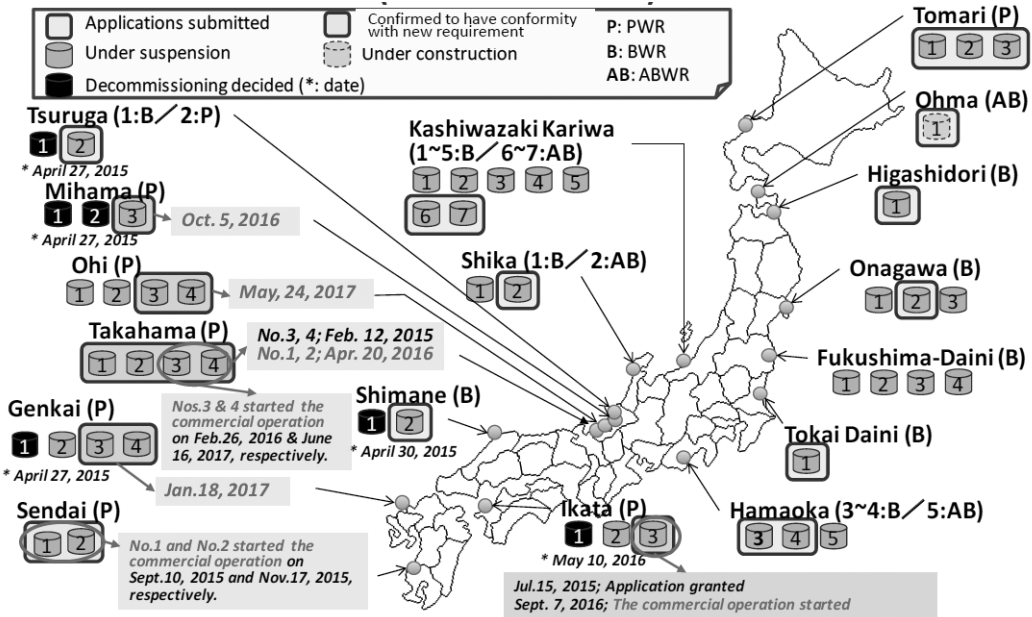 Applications submitted
Confirmed to have conformity
with new requirement
P: PWR
Under suspension
Under construction
B: BWR
Decommissioning decided (*: date)
AB: ABWR
Tomari (P)
1 2 3
Ohma (AB)
1
Higashidori (B)
1
Onagawa (B)
1 2 3
Fukushima-Daini (B)
1 2 3 4
Tokai Daini (B)
1
Hamaoka (3~4:B／5:AB)
3 4 5
Kashiwazaki Kariwa
(1~5:B／6~7:AB)
1 2 3 4 5
6 7
Shika (1:B／2:AB)
1 2
Tsuruga (1:B／2:P)
1 2
* April 27, 2015
Mihama (P)
1 2 3
Oct. 5, 2016
* April 27, 2015
Ohi (P)
1 2 3 4
May, 24, 2017
Takahama (P)
1 2 3 4
No.3, 4; Feb. 12, 2015
No.1, 2; Apr. 20, 2016
Nos.3 & 4 started the
commercial operation
on Feb.26, 2016 & June
16, 2017, respectively.
Shimane (B)
1 2
* April 30, 2015
Genkai (P)
1 2 3 4
* April 27, 2015
Jan.18, 2017
Sendai (P)
1 2
No.1 and No.2 started the
commercial operation on
Sept.10, 2015 and Nov.17, 2015,
respectively.
Ikata (P)
1 2 3
* May 10, 2016
Jul.15, 2015; Application granted
Sept. 7, 2016; The commercial operation started